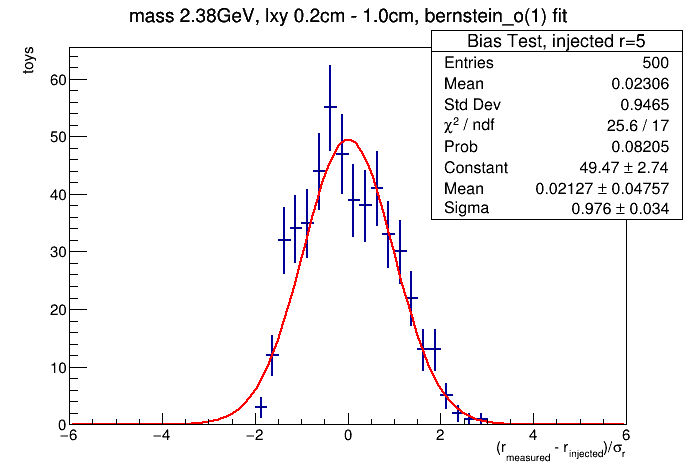 mass 2.38GeV, lxy 0.2cm - 1.0cm, bernstein_o(1) fit
Bias Test, injected r=5
Entries 500
Mean 0.02306
Std Dev 0.9465
χ² / ndf 25.6 / 17
Prob 0.08205
Constant 49.47 ± 2.74
Mean 0.02127 ± 0.04757
Sigma 0.976 ± 0.034
toys
60
50
40
30
20
10
0
−6 −4 −2 0 2 4 6
(r_measured - r_injected)/σ_r